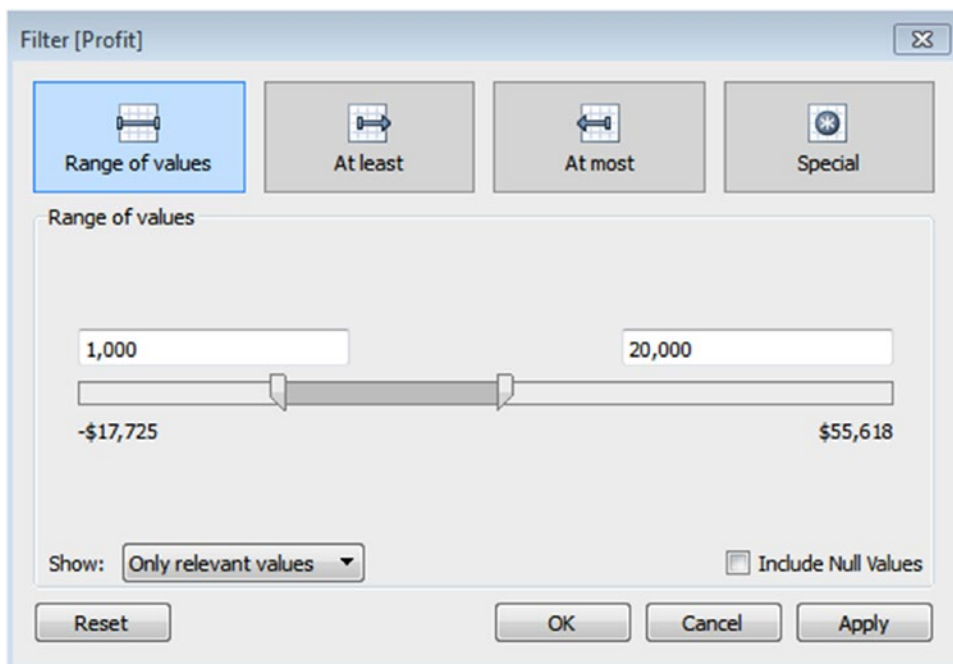 Filter [Profit]
Range of values
At least
At most
Special
Range of values
1,000
20,000
-$17,725
$55,618
Show: Only relevant values
Include Null Values
Reset
OK
Cancel
Apply